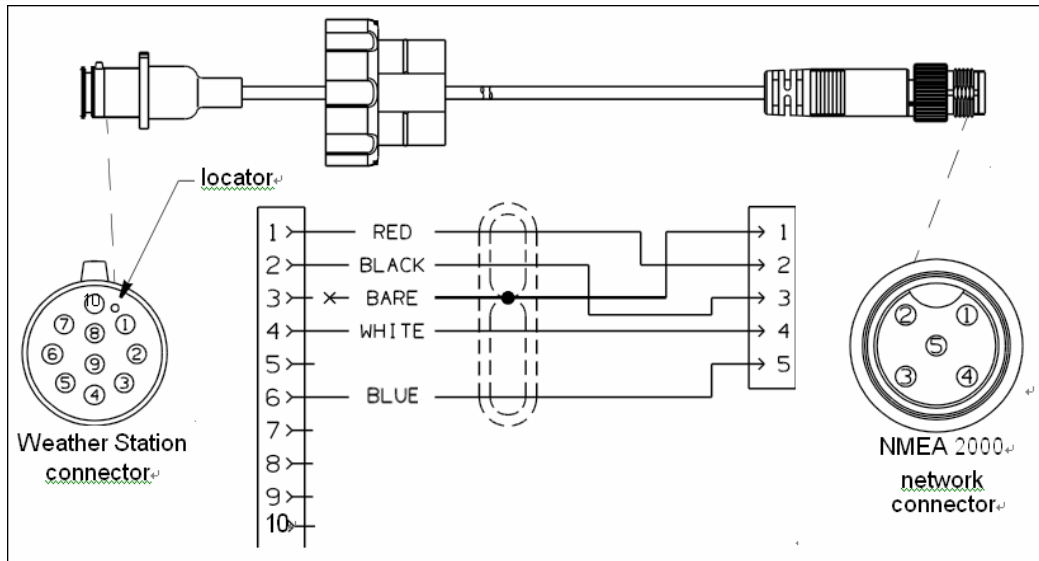 locator
1 RED 1
2 BLACK 2
3 BARE 3
4 WHITE 4
5 5
6 BLUE
7
8
9
10
10
7 8 1
6 2
9
5 3
4
Weather Station
connector
2 1
5
3 4
NMEA 2000
network
connector